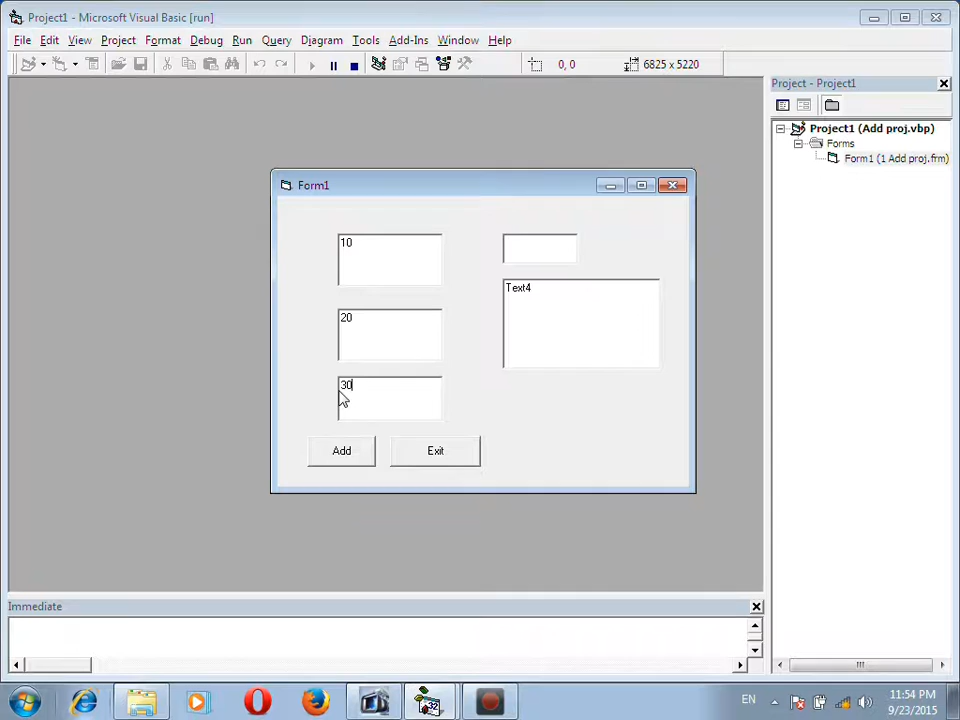 Project1 - Microsoft Visual Basic [run]
File Edit View Project Format Debug Run Query Diagram Tools Add-Ins Window Help
0, 0 6825 x 5220
Project - Project1
Project1 (Add proj.vbp)
Forms
Form1 (1 Add proj.frm)
Form1
10
Text4
20
30
Add Exit
Immediate
32
EN
11:54 PM
9/23/2015